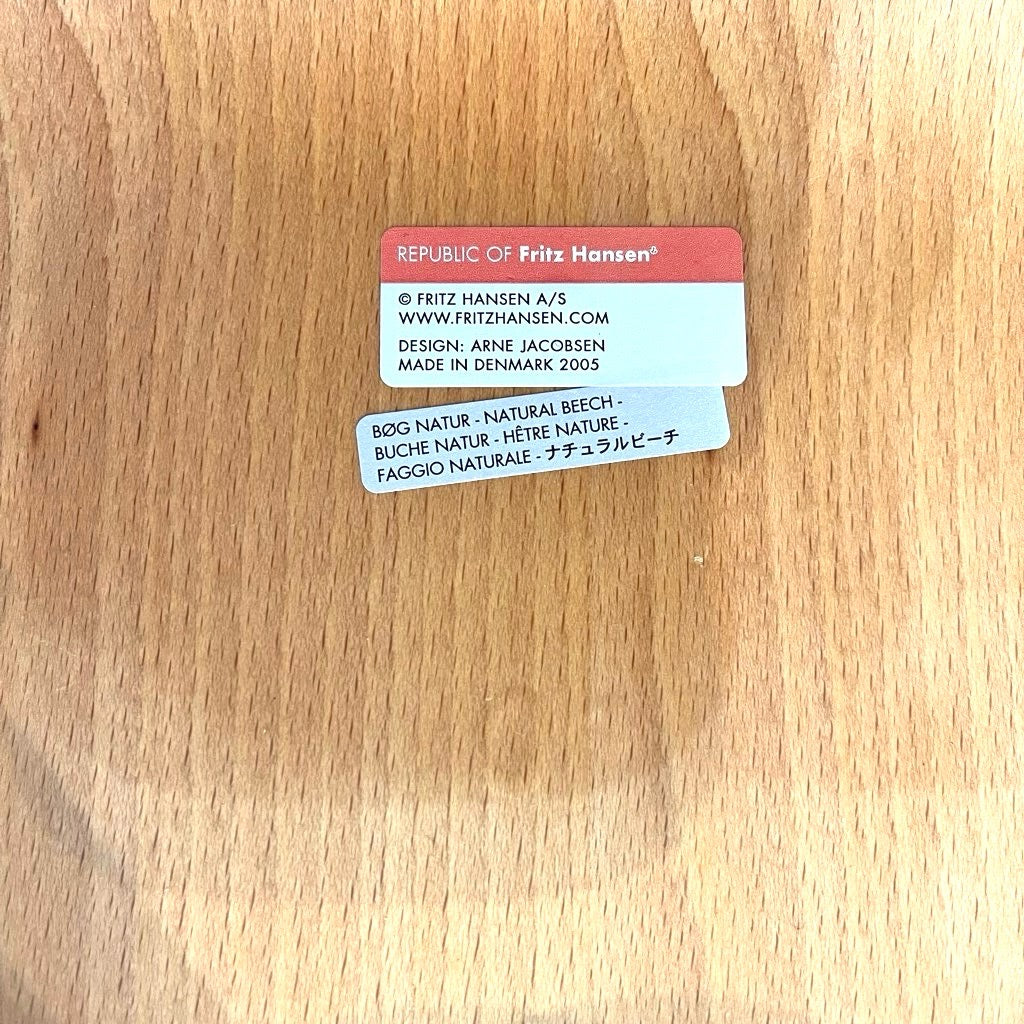 REPUBLIC OF Fritz Hansen®
© FRITZ HANSEN A/S
WWW.FRITZHANSEN.COM
DESIGN: ARNE JACOBSEN
MADE IN DENMARK 2005
BØG NATUR - NATURAL BEECH -
BUCHE NATUR - HÊTRE NATURE -
FAGGIO NATURALE - ナチュラルビーチ